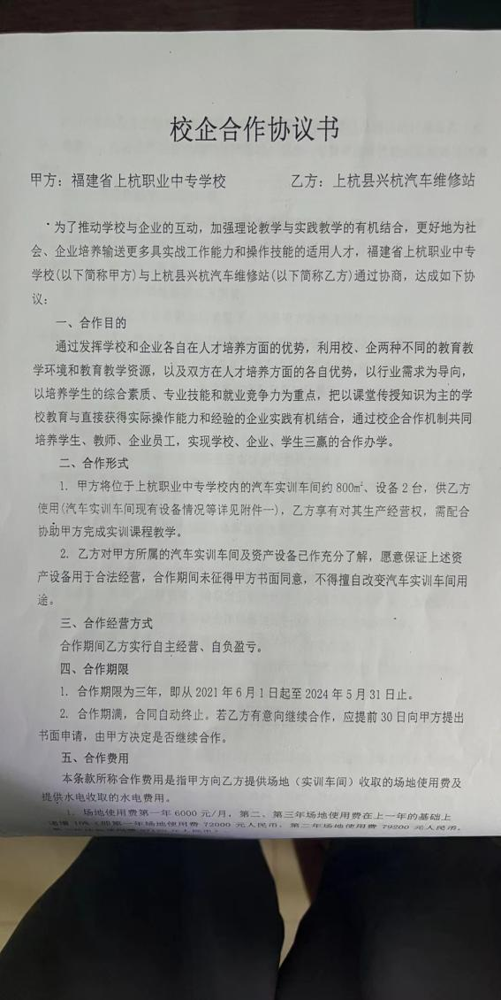 校企合作协议书
甲方：福建省上杭职业中专学校　　乙方：上杭县兴杭汽车维修站
为了推动学校与企业的互动，加强理论教学与实践教学的有机结合，更好地为社
会、企业培养输送更多具实战工作能力和操作技能的适用人才，福建省上杭职业中专
学校(以下简称甲方)与上杭县兴杭汽车维修站(以下简称乙方)通过协商，达成如下协
议：
一、合作目的
通过发挥学校和企业各自在人才培养方面的优势，利用校、企两种不同的教育教
学环境和教育教学资源，以及双方在人才培养方面的各自优势，以行业需求为导向，
以培养学生的综合素质、专业技能和就业竞争力为重点，把以课堂传授知识为主的学
校教育与直接获得实际操作能力和经验的企业实践有机结合，通过校企合作机制共同
培养学生、教师、企业员工，实现学校、企业、学生三赢的合作办学。
二、合作形式
1. 甲方将位于上杭职业中专学校内的汽车实训车间约 800㎡、设备 2 台，供乙方
使用(汽车实训车间现有设备情况等详见附件一)，乙方享有对其生产经营权，需配合
协助甲方完成实训课程教学。
2. 乙方对甲方所属的汽车实训车间及资产设备已作充分了解，愿意保证上述资
产设备用于合法经营，合作期间未征得甲方书面同意，不得擅自改变汽车实训车间用
途。
三、合作经营方式
合作期间乙方实行自主经营、自负盈亏。
四、合作期限
1. 合作期限为三年，即从 2021 年 6 月 1 日起至 2024 年 5 月 31 日止。
2. 合作期满，合同自动终止。若乙方有意向继续合作，应提前 30 日向甲方提出
书面申请，由甲方决定是否继续合作。
五、合作费用
本条款所称合作费用是指甲方向乙方提供场地（实训车间）收取的场地使用费及
提供水电收取的水电费用。
1. 场地使用费第一年 6000 元/月，第二、第三年场地使用费在上一年的基础上
递增 10%（即第一年场地使用费 72000 元人民币，第二年场地使用费 79200 元人民币，